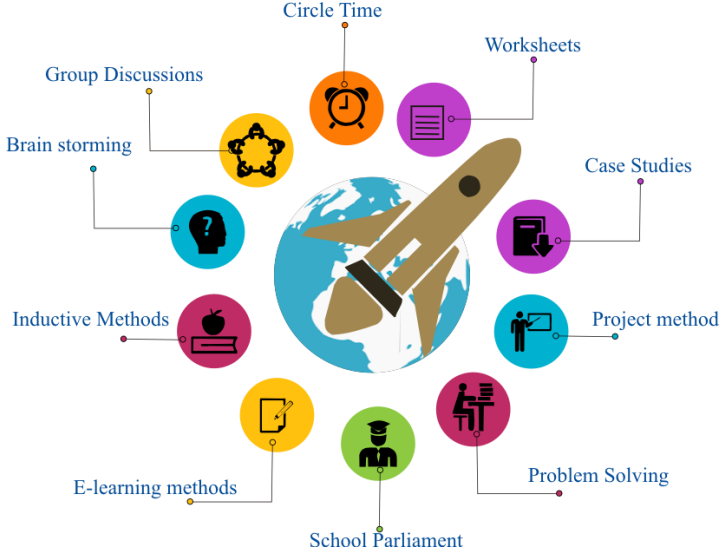 Circle Time
Worksheets
Group Discussions
Brain storming
?
Case Studies
Inductive Methods
Project method
E-learning methods
Problem Solving
School Parliament